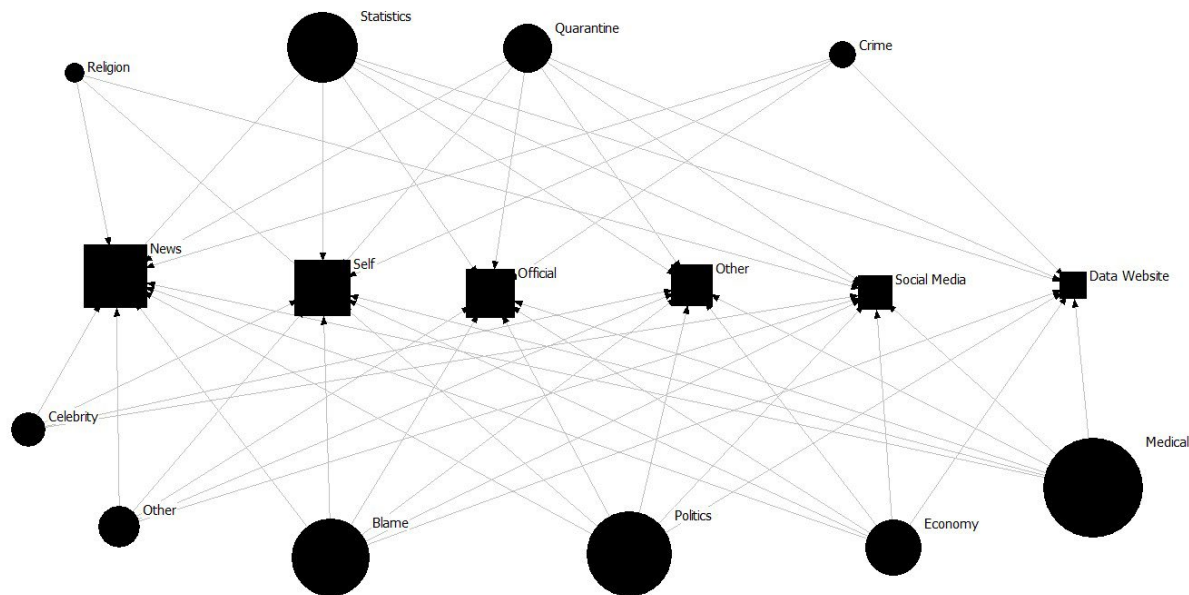 Statistics
Quarantine
Crime
Religion
News
Self
Official
Other
Social Media
Data Website
Celebrity
Medical
Other
Blame
Politics
Economy